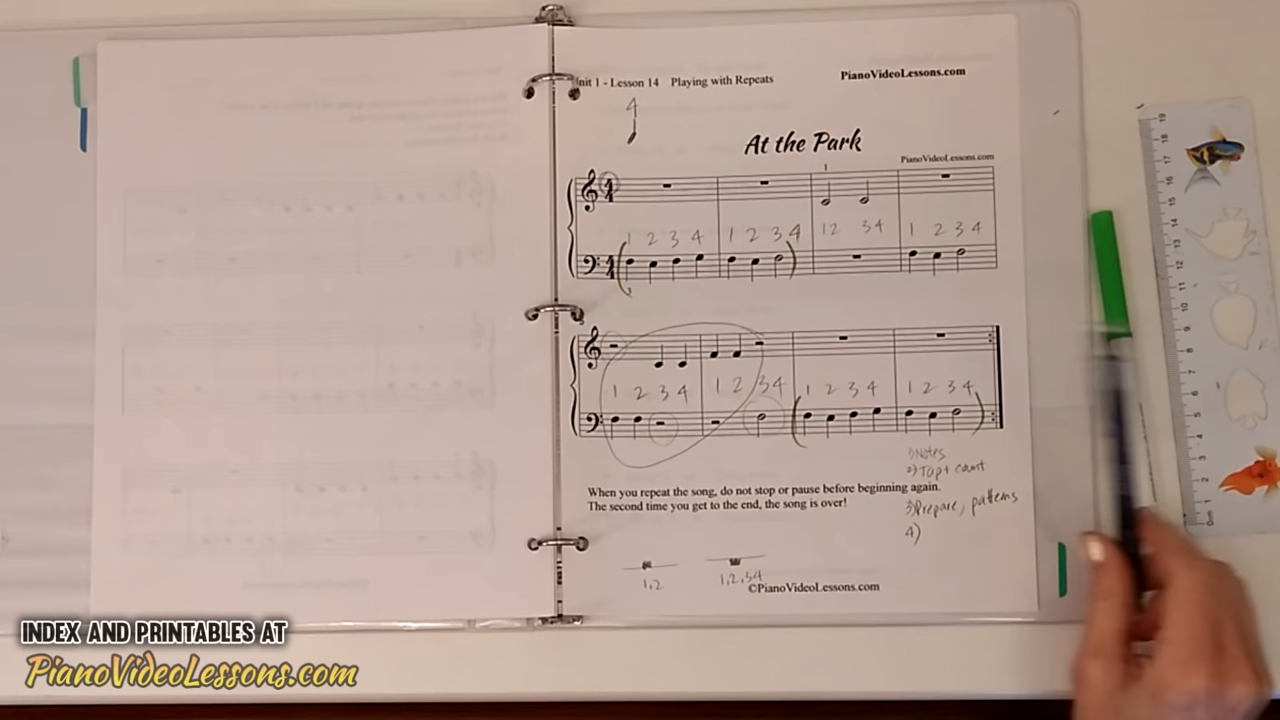 Unit 1 - Lesson 14 Playing with Repeats
PianoVideoLessons.com
4
At the Park
PianoVideoLessons.com
1
1 2 3 4 1 2 3 4 1 2 3 4 1 2 3 4
1
1 2 3 4 1 2 3 4 1 2 3 4 1 2 3 4
1) Notes
2) Tap + count
When you repeat the song, do not stop or pause before beginning again.
The second time you get to the end, the song is over!
3) Prepare, patterns
4)
1,2
1,2,3,4
©PianoVideoLessons.com
INDEX AND PRINTABLES AT
PianoVideoLessons.com